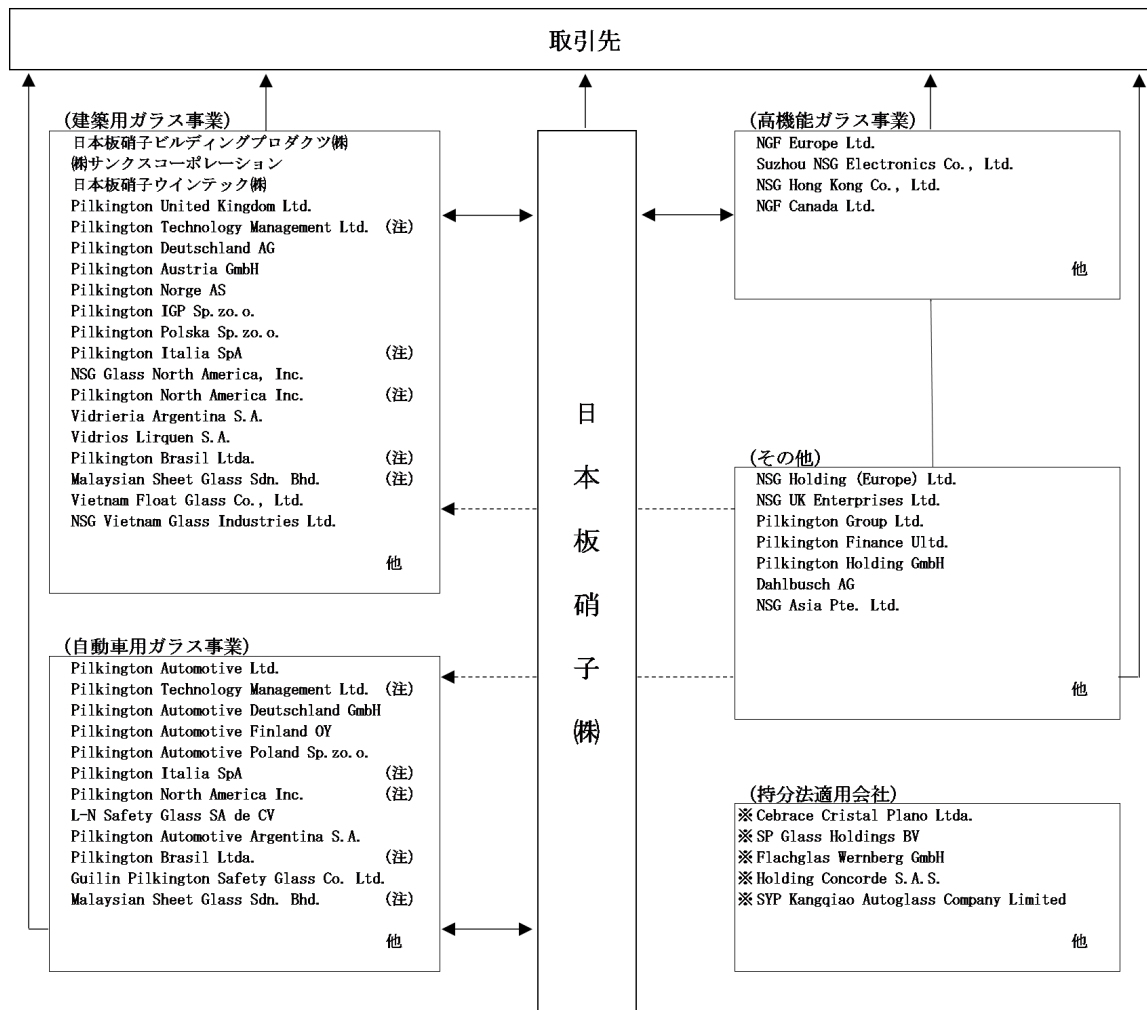 取引先
(建築用ガラス事業)
日本板硝子ビルディングプロダクツ㈱
㈱サンクスコーポレーション
日本板硝子ウインテック㈱
Pilkington United Kingdom Ltd.
Pilkington Technology Management Ltd. (注)
Pilkington Deutschland AG
Pilkington Austria GmbH
Pilkington Norge AS
Pilkington IGP Sp.zo.o.
Pilkington Polska Sp.zo.o.
Pilkington Italia SpA (注)
NSG Glass North America, Inc.
Pilkington North America Inc. (注)
Vidrieria Argentina S.A.
Vidrios Lirquen S.A.
Pilkington Brasil Ltda. (注)
Malaysian Sheet Glass Sdn. Bhd. (注)
Vietnam Float Glass Co., Ltd.
NSG Vietnam Glass Industries Ltd.
他
(自動車用ガラス事業)
Pilkington Automotive Ltd.
Pilkington Technology Management Ltd. (注)
Pilkington Automotive Deutschland GmbH
Pilkington Automotive Finland OY
Pilkington Automotive Poland Sp.zo.o.
Pilkington Italia SpA (注)
Pilkington North America Inc. (注)
L-N Safety Glass SA de CV
Pilkington Automotive Argentina S.A.
Pilkington Brasil Ltda. (注)
Guilin Pilkington Safety Glass Co. Ltd.
Malaysian Sheet Glass Sdn. Bhd. (注)
他
日本板硝子㈱
(高機能ガラス事業)
NGF Europe Ltd.
Suzhou NSG Electronics Co., Ltd.
NSG Hong Kong Co., Ltd.
NGF Canada Ltd.
他
(その他)
NSG Holding (Europe) Ltd.
NSG UK Enterprises Ltd.
Pilkington Group Ltd.
Pilkington Finance Ultd.
Pilkington Holding GmbH
Dahlbusch AG
NSG Asia Pte. Ltd.
他
(持分法適用会社)
※Cebrace Cristal Plano Ltda.
※SP Glass Holdings BV
※Flachglas Wernberg GmbH
※Holding Concorde S.A.S.
※SYP Kangqiao Autoglass Company Limited
他